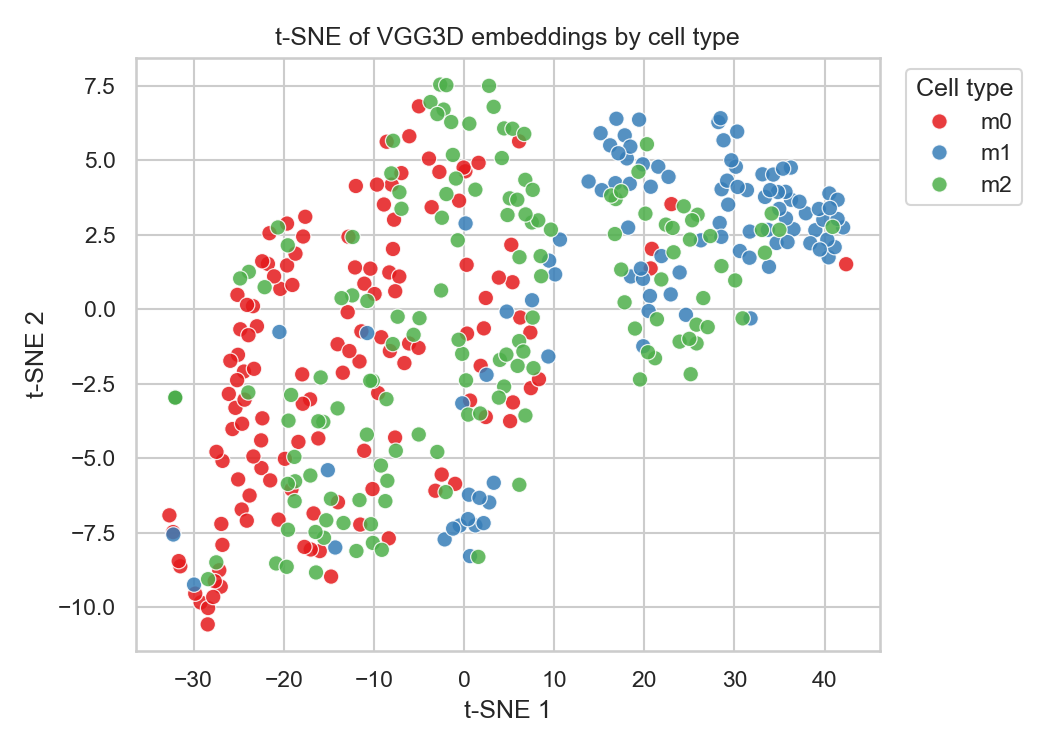 t-SNE of VGG3D embeddings by cell type
Cell type
m0
m1
m2
7.5
5.0
2.5
0.0
−2.5
−5.0
−7.5
−10.0
t-SNE 2
−30 −20 −10 0 10 20 30 40
t-SNE 1